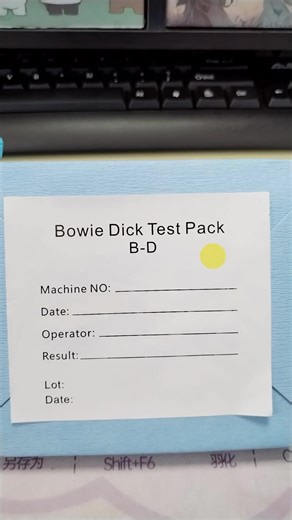 Bowie Dick Test Pack
B-D
Machine NO:
Date:
Operator:
Result:
Lot:
Date:
另存为 Shift+F6 羽化